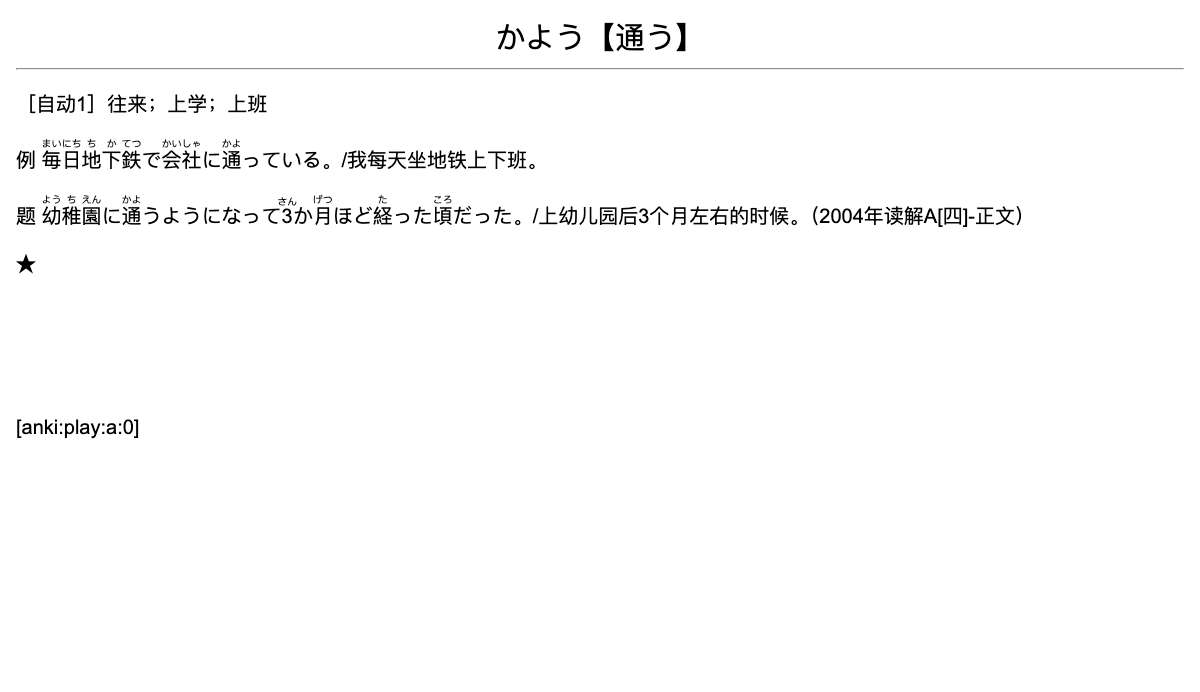 かよう【通う】
［自动1］往来；上学；上班
まいにち ち か てつ かいしゃ かよ
例 毎日地下鉄で会社に通っている。/我每天坐地铁上下班。
よう ち えん かよ さん げつ た ころ
题 幼稚園に通うようになって3か月ほど経った頃だった。/上幼儿园后3个月左右的时候。（2004年读解A[四]-正文）
★
[anki:play:a:0]